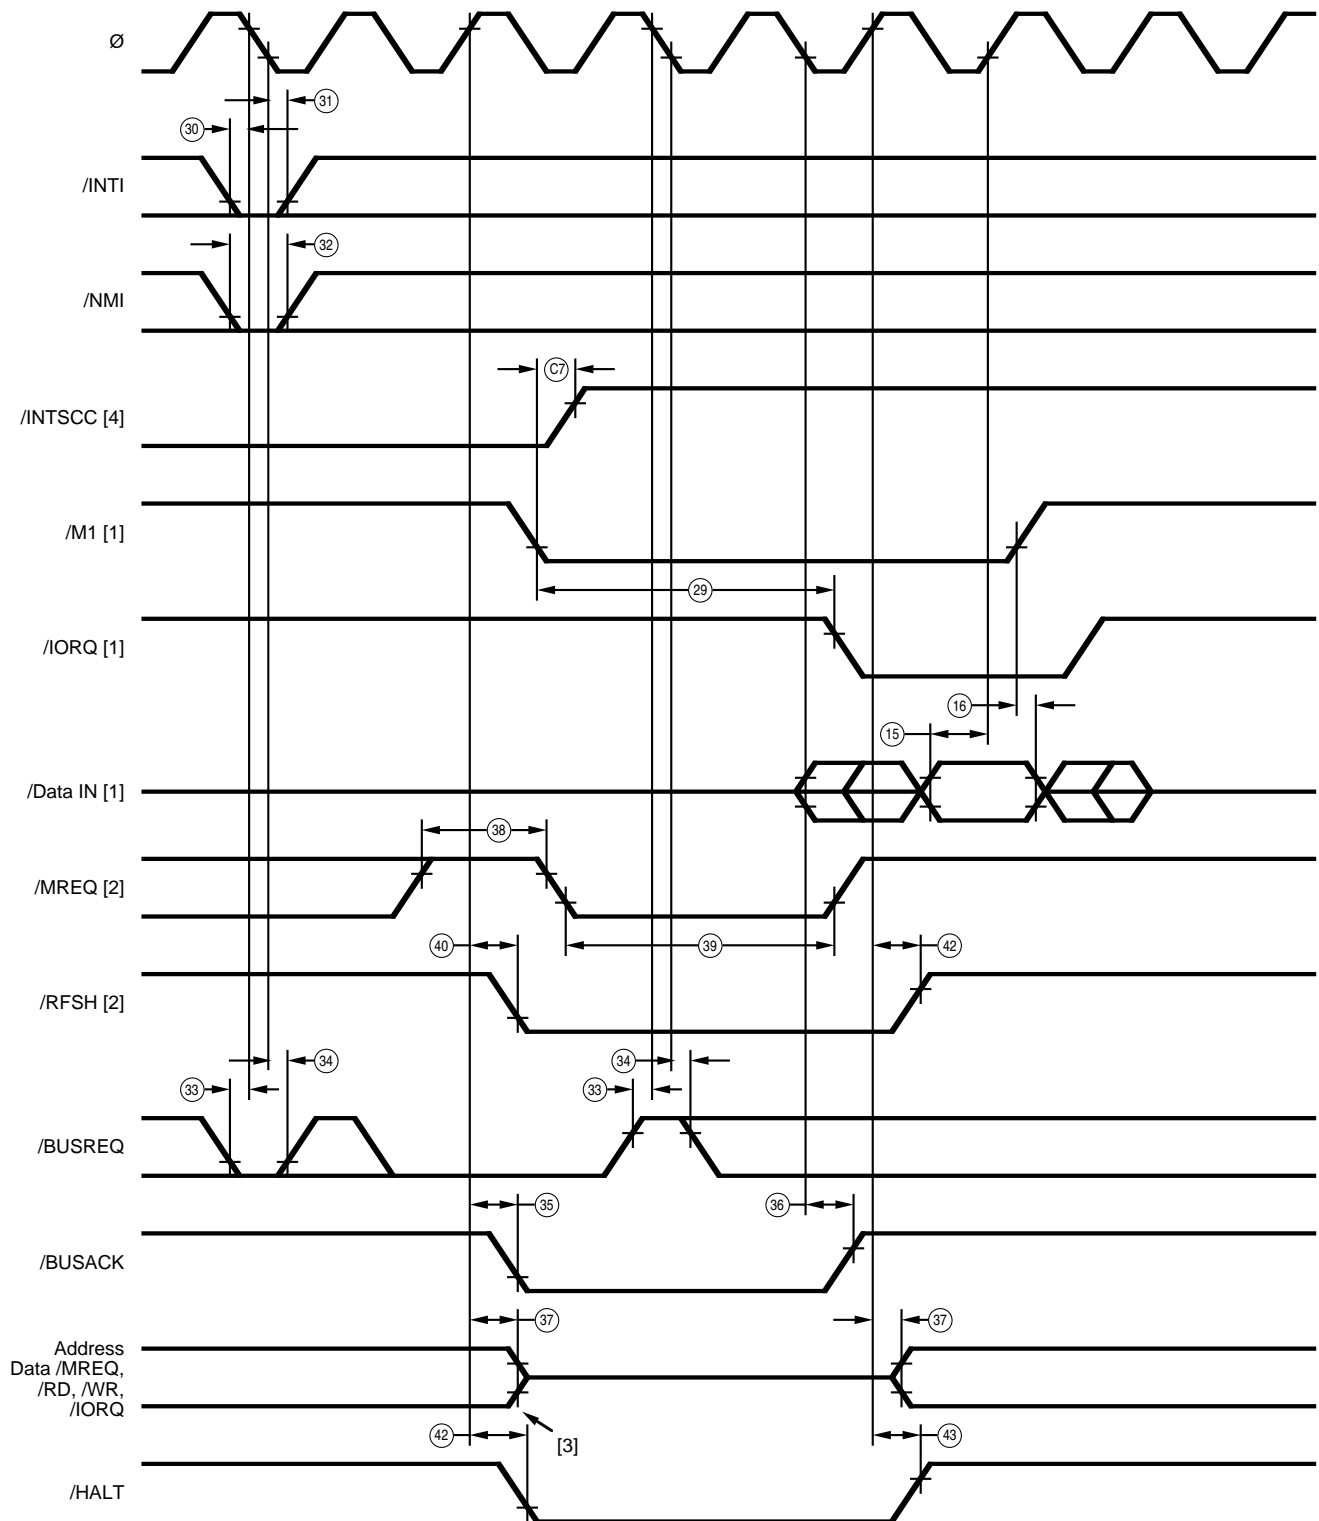 Ø
31
30
/INTI
32
/NMI
C7
/INTSCC [4]
/M1 [1]
29
/IORQ [1]
16
15
/Data IN [1]
38
/MREQ [2]
40
39
42
/RFSH [2]
34
34
33
33
/BUSREQ
35
36
/BUSACK
37
37
Address
Data /MREQ,
/RD, /WR,
/IORQ
[3]
42
43
/HALT